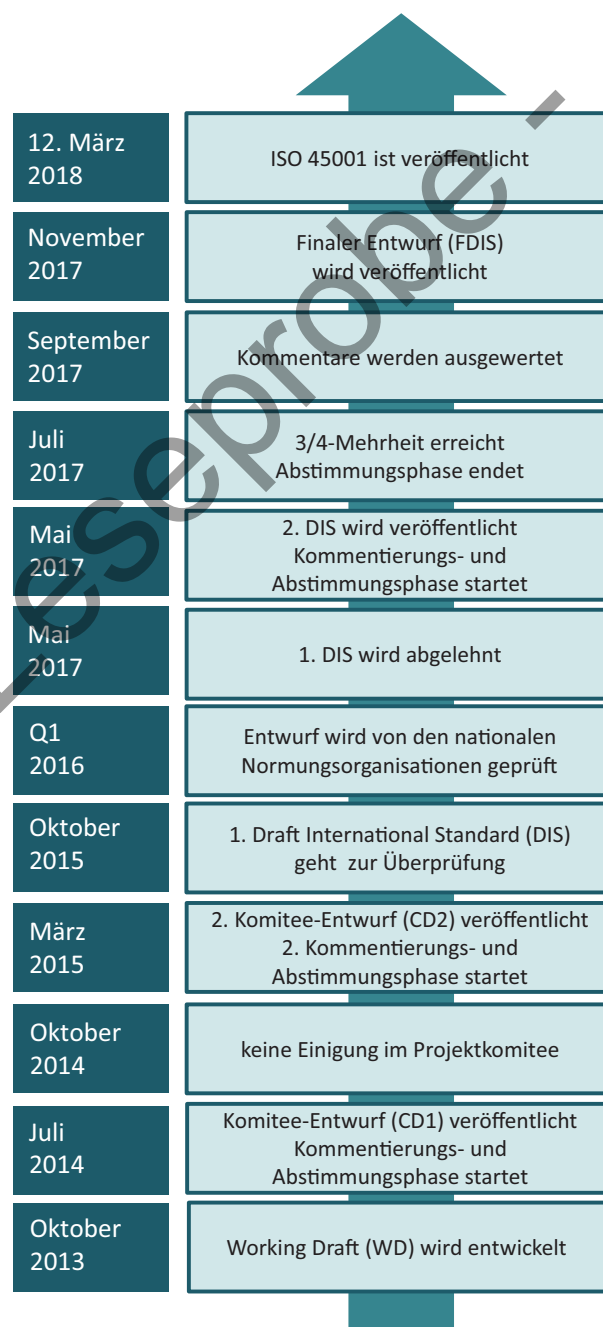 12. März
2018
ISO 45001 ist veröffentlicht
November
2017
Finaler Entwurf (FDIS)
wird veröffentlicht
September
2017
Kommentare werden ausgewertet
Juli
2017
3/4-Mehrheit erreicht
Abstimmungsphase endet
Mai
2017
2. DIS wird veröffentlicht
Kommentierungs- und
Abstimmungsphase startet
Mai
2017
1. DIS wird abgelehnt
Q1
2016
Entwurf wird von den nationalen
Normungsorganisationen geprüft
Oktober
2015
1. Draft International Standard (DIS)
geht zur Überprüfung
März
2015
2. Komitee-Entwurf (CD2) veröffentlicht
2. Kommentierungs- und
Abstimmungsphase startet
Oktober
2014
keine Einigung im Projektkomitee
Juli
2014
Komitee-Entwurf (CD1) veröffentlicht
Kommentierungs- und
Abstimmungsphase startet
Oktober
2013
Working Draft (WD) wird entwickelt
Leseprobe -